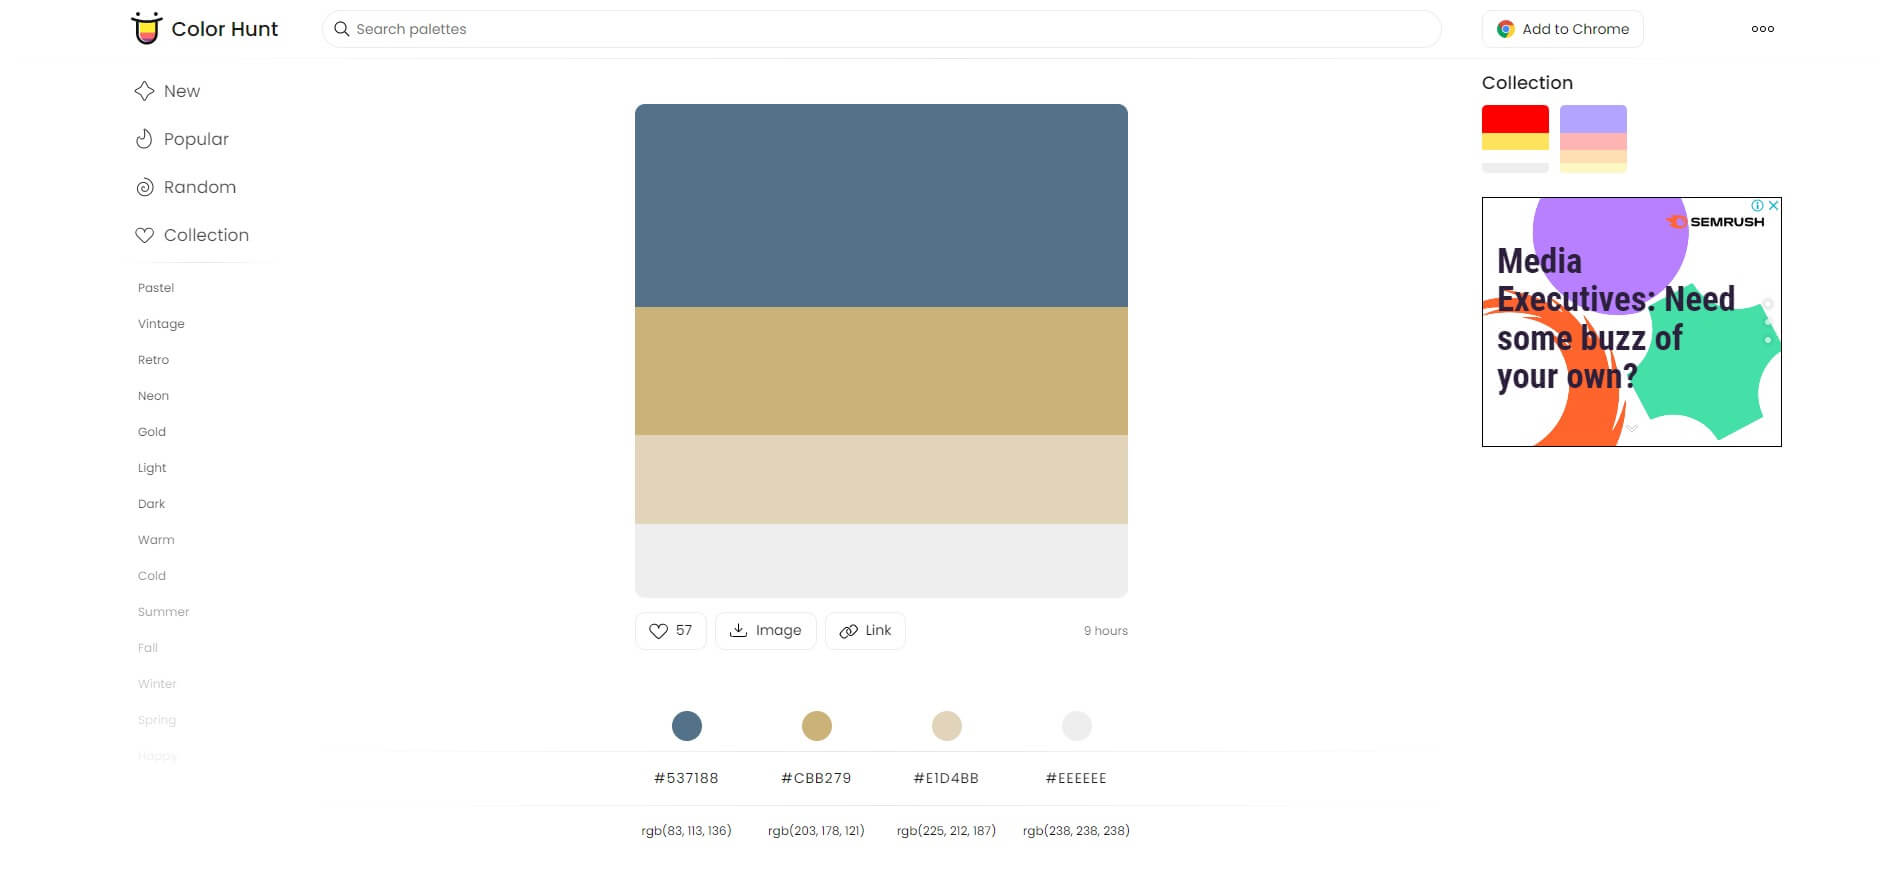 Color Hunt
Search palettes
Add to Chrome
New
Popular
Random
Collection
Pastel
Vintage
Retro
Neon
Gold
Light
Dark
Warm
Cold
Summer
Fall
Winter
Spring
Happy
57
Image
Link
9 hours
#537188
#CBB279
#E1D4BB
#EEEEEE
rgb(83, 113, 136)
rgb(203, 178, 121)
rgb(225, 212, 187)
rgb(238, 238, 238)
Collection
SEMRUSH
Media
Executives: Need
some buzz of
your own?